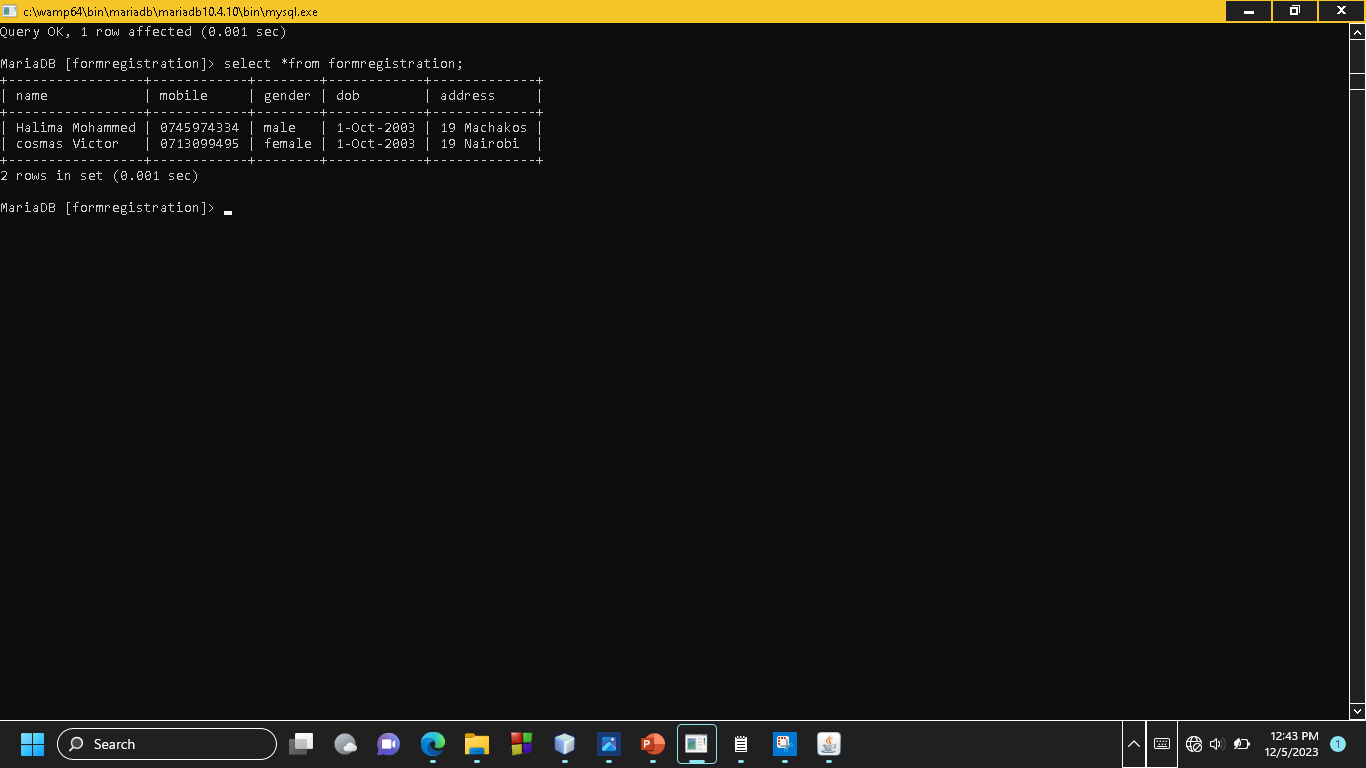 c:\wamp64\bin\mariadb\mariadb10.4.10\bin\mysql.exe
Query OK, 1 row affected (0.001 sec)
MariaDB [formregistration]> select *from formregistration;
+-----------------+------------+--------+------------+-------------+
| name            | mobile     | gender | dob        | address     |
+-----------------+------------+--------+------------+-------------+
| Halima Mohammed | 0745974334 | male   | 1-Oct-2003 | 19 Machakos |
| cosmas Victor   | 0713099495 | female | 1-Oct-2003 | 19 Nairobi  |
+-----------------+------------+--------+------------+-------------+
2 rows in set (0.001 sec)
MariaDB [formregistration]>
Search
12:43 PM
12/5/2023
1